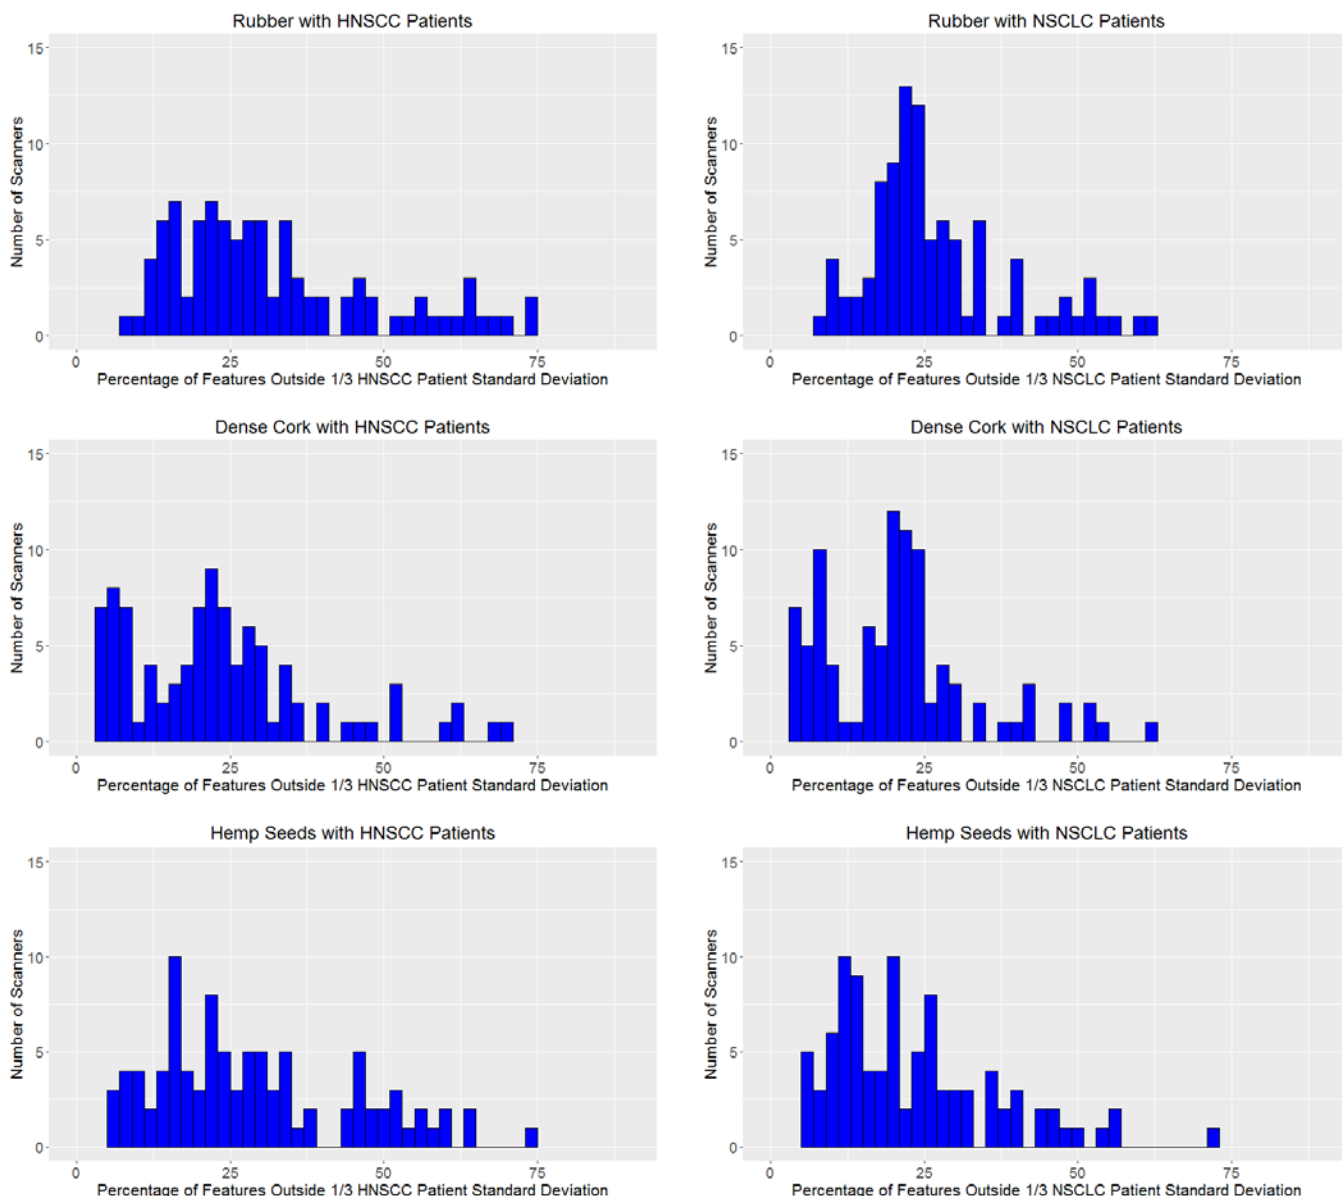 Rubber with HNSCC Patients
15
10
5
0
Number of Scanners
0 25 50 75
Percentage of Features Outside 1/3 HNSCC Patient Standard Deviation
Rubber with NSCLC Patients
15
10
5
0
Number of Scanners
0 25 50 75
Percentage of Features Outside 1/3 NSCLC Patient Standard Deviation
Dense Cork with HNSCC Patients
15
10
5
0
Number of Scanners
0 25 50 75
Percentage of Features Outside 1/3 HNSCC Patient Standard Deviation
Dense Cork with NSCLC Patients
15
10
5
0
Number of Scanners
0 25 50 75
Percentage of Features Outside 1/3 NSCLC Patient Standard Deviation
Hemp Seeds with HNSCC Patients
15
10
5
0
Number of Scanners
0 25 50 75
Percentage of Features Outside 1/3 HNSCC Patient Standard Deviation
Hemp Seeds with NSCLC Patients
15
10
5
0
Number of Scanners
0 25 50 75
Percentage of Features Outside 1/3 NSCLC Patient Standard Deviation